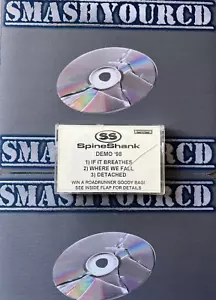 SMASHYOURCD
SMASHYOURCD
SS
SpineShank
DEMO '98
1) IF IT BREATHES
2) WHERE WE FALL
3) DETACHED
WIN A ROADRUNNER GOODY BAG!
SEE INSIDE FLAP FOR DETAILS
SMASHYOURCD